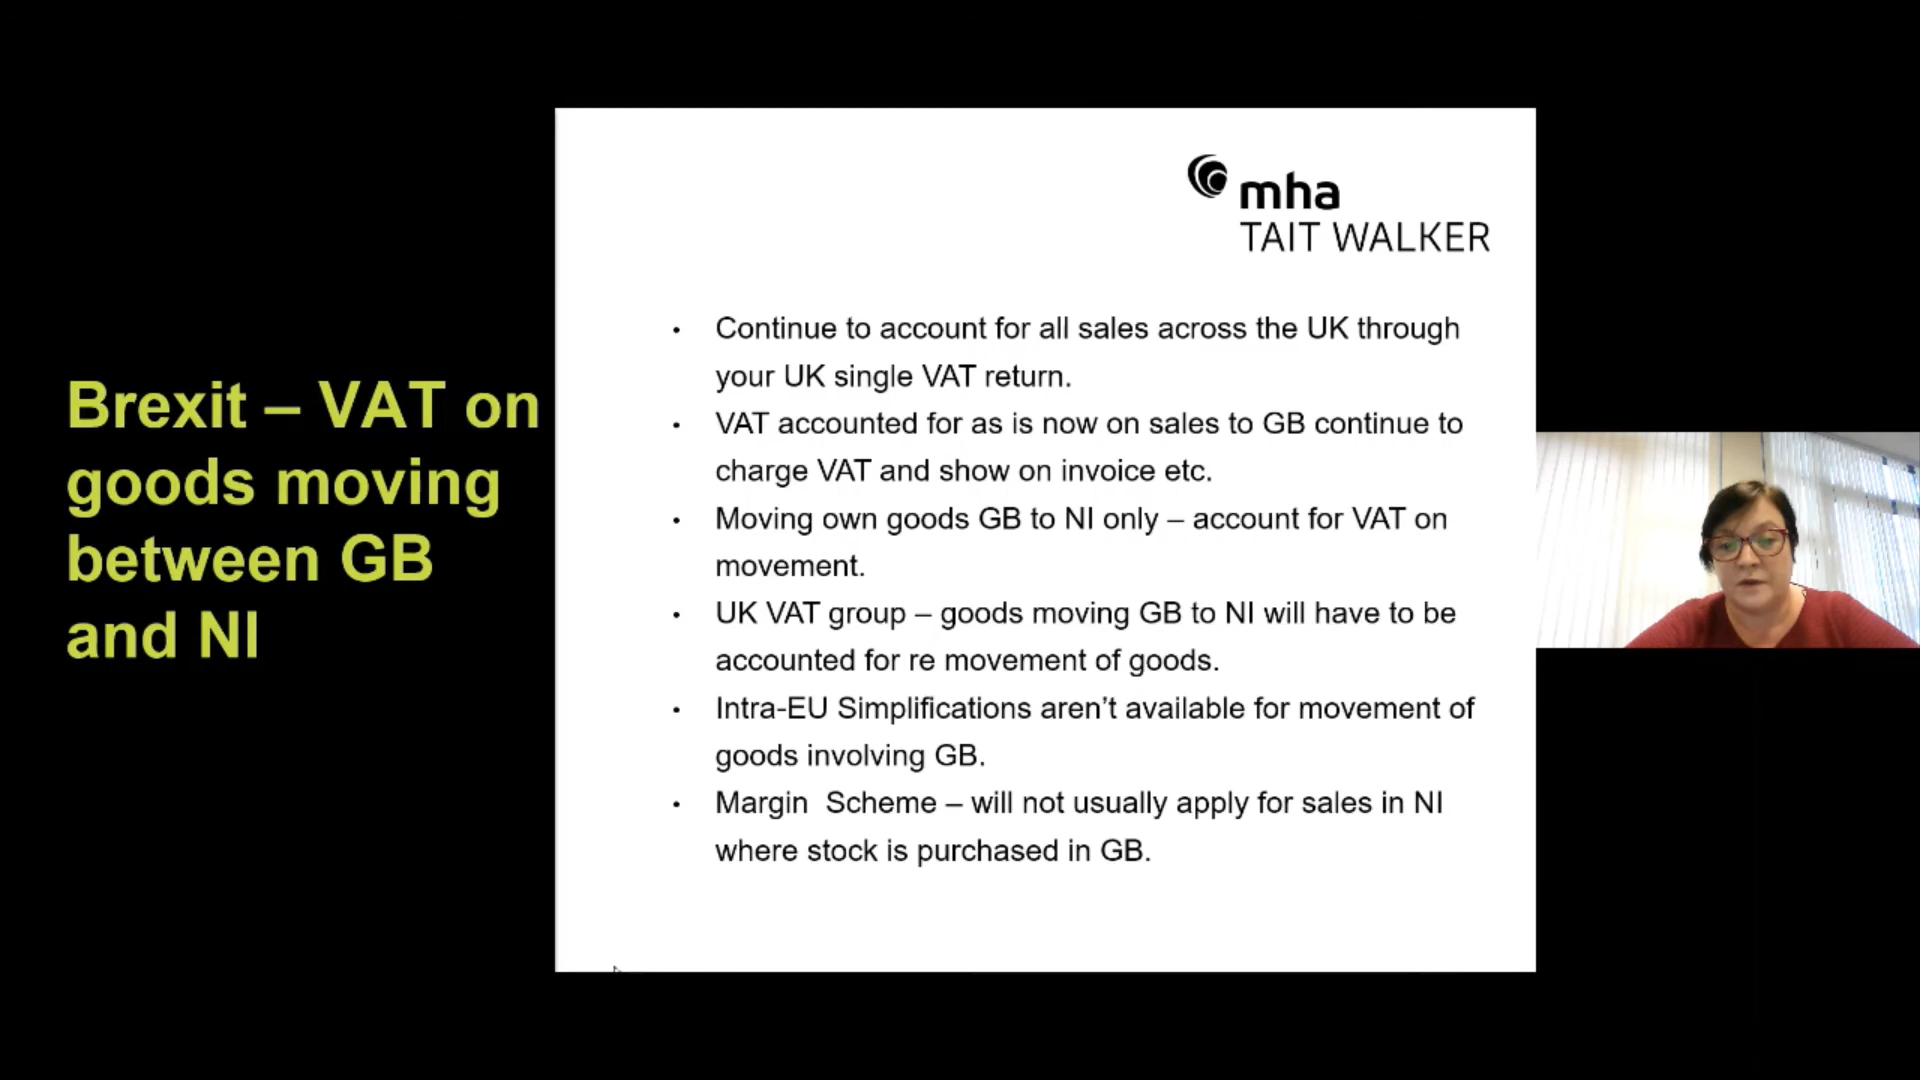 Brexit – VAT on
goods moving
between GB
and NI
mha
TAIT WALKER
• Continue to account for all sales across the UK through
your UK single VAT return.
• VAT accounted for as is now on sales to GB continue to
charge VAT and show on invoice etc.
• Moving own goods GB to NI only – account for VAT on
movement.
• UK VAT group – goods moving GB to NI will have to be
accounted for re movement of goods.
• Intra-EU Simplifications aren’t available for movement of
goods involving GB.
• Margin  Scheme – will not usually apply for sales in NI
where stock is purchased in GB.